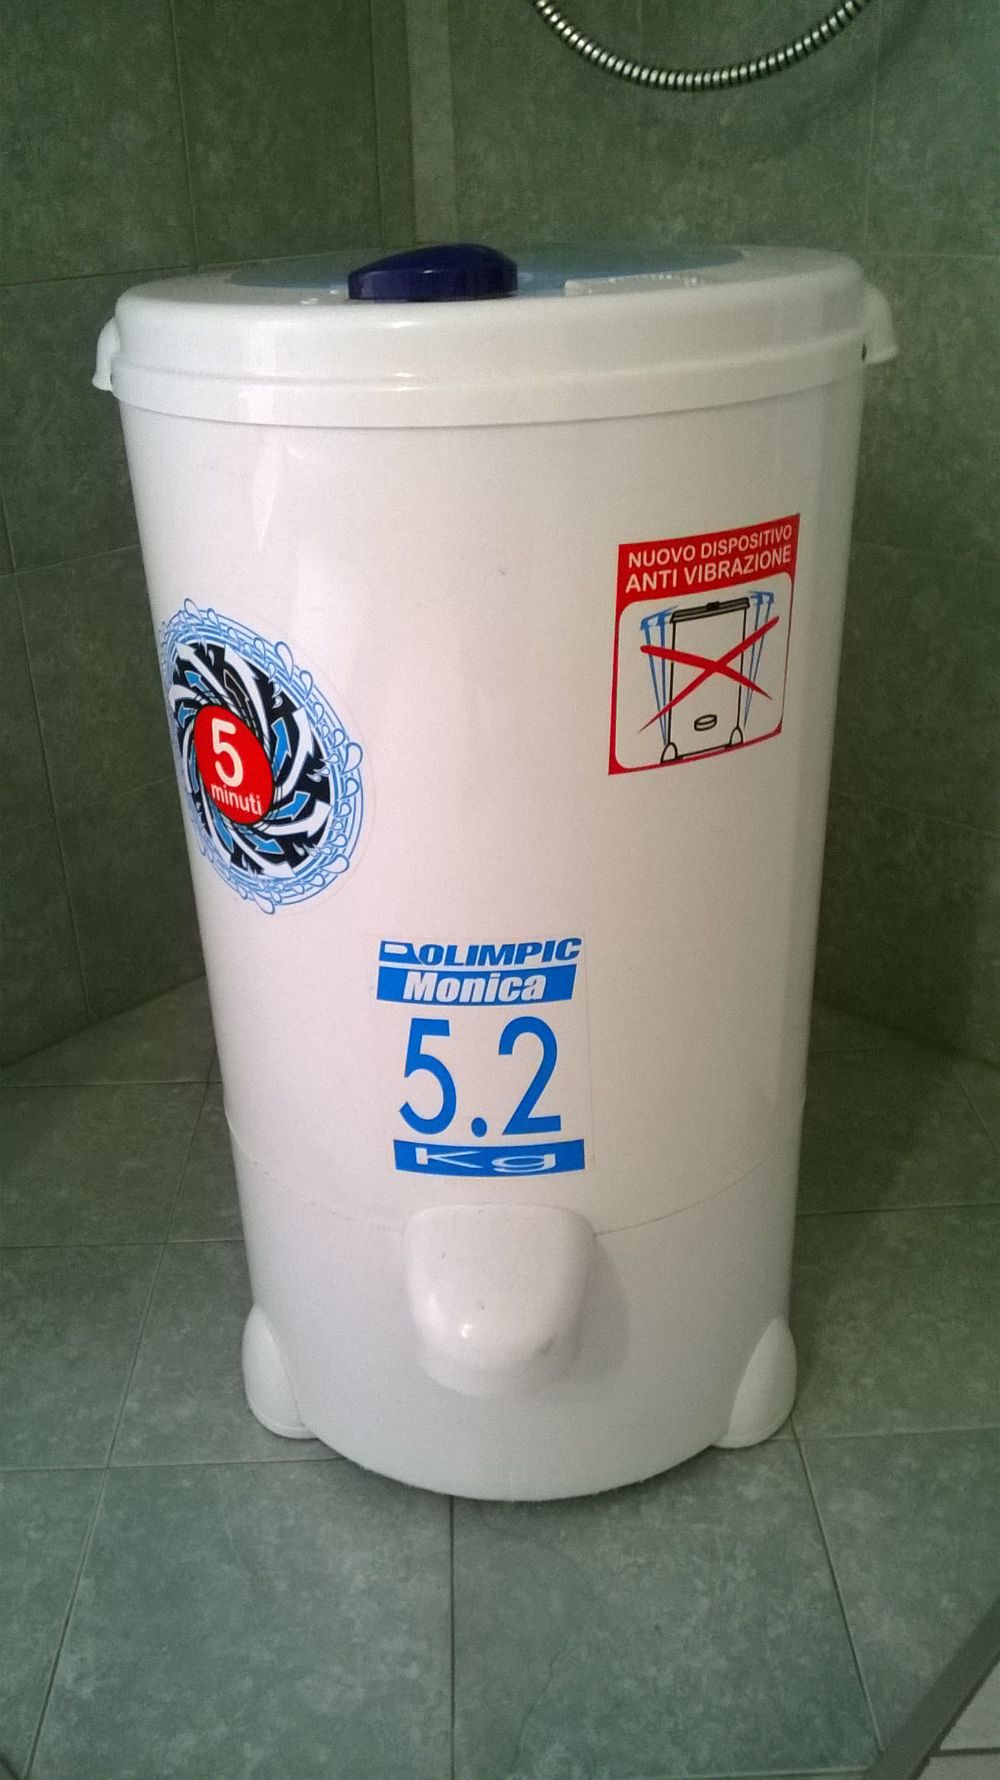 NUOVO DISPOSITIVO
ANTI VIBRAZIONE
5
minuti
OLIMPIC
Monica
5.2
Kg